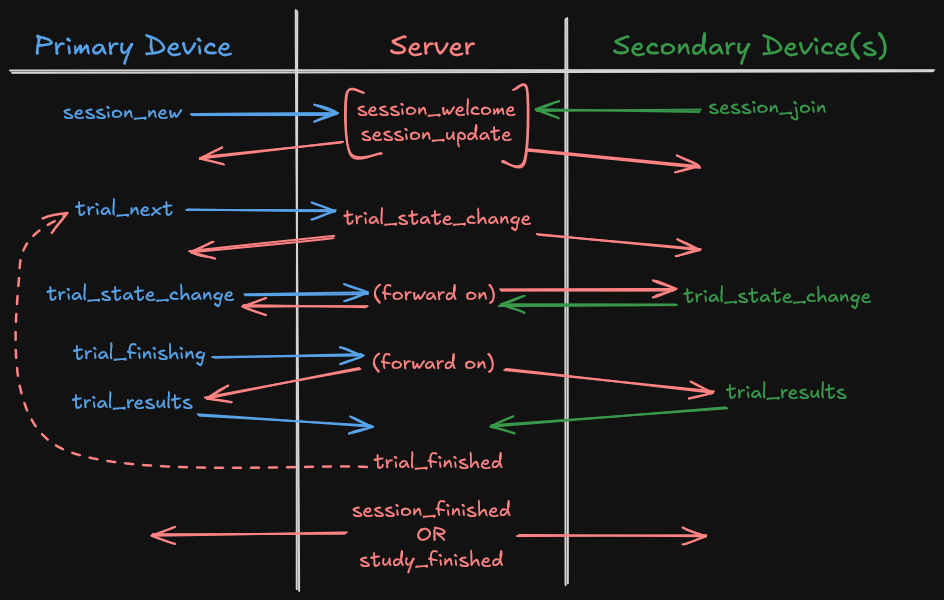 Primary Device
Server
Secondary Device(s)
session_new
session_welcome
session_update
session_join
trial_next
trial_state_change
trial_state_change
(forward on)
trial_state_change
trial_finishing
(forward on)
trial_results
trial_results
trial_finished
session_finished
OR
study_finished